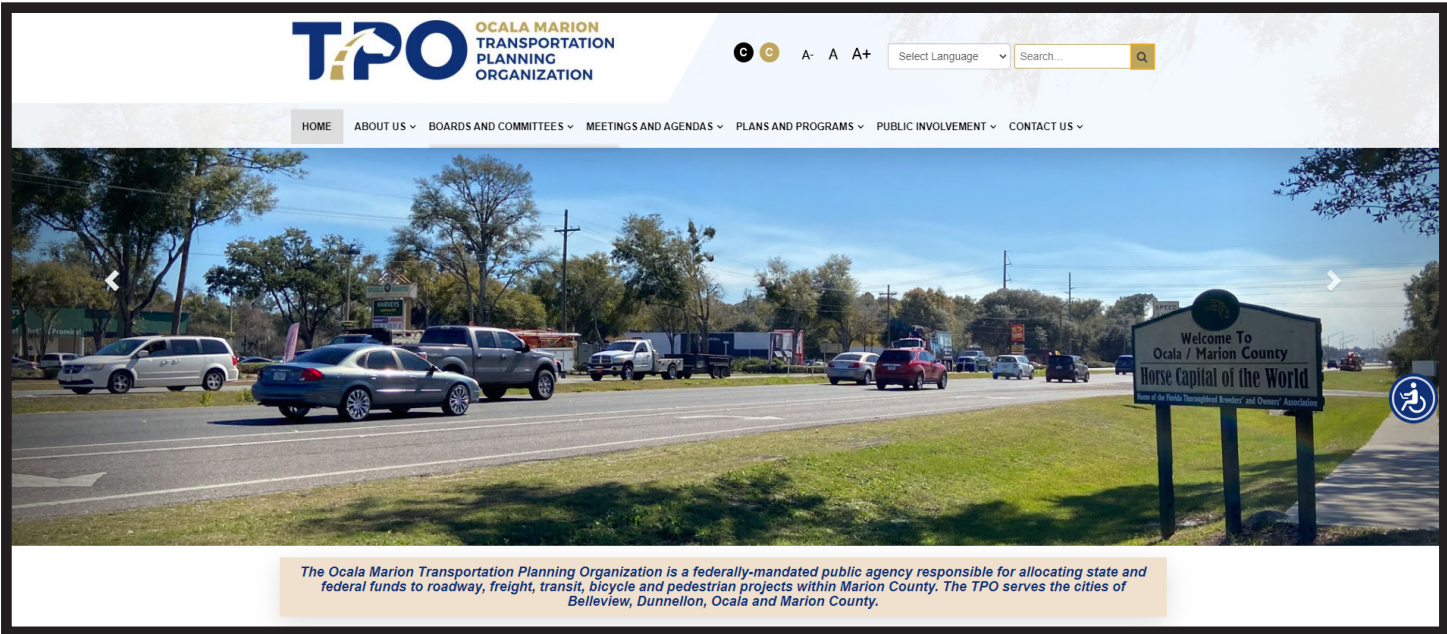 TPO
OCALA MARION
TRANSPORTATION
PLANNING
ORGANIZATION
C C A- A A+ Select Language Search...
HOME ABOUT US BOARDS AND COMMITTEES MEETINGS AND AGENDAS PLANS AND PROGRAMS PUBLIC INVOLVEMENT CONTACT US
SPEED
HARVEYS
Welcome To
Ocala / Marion County
Horse Capital of the World
Home of the Florida Thoroughbred Breeders' and Owners' Association
The Ocala Marion Transportation Planning Organization is a federally-mandated public agency responsible for allocating state and
federal funds to roadway, freight, transit, bicycle and pedestrian projects within Marion County. The TPO serves the cities of
Belleview, Dunnellon, Ocala and Marion County.